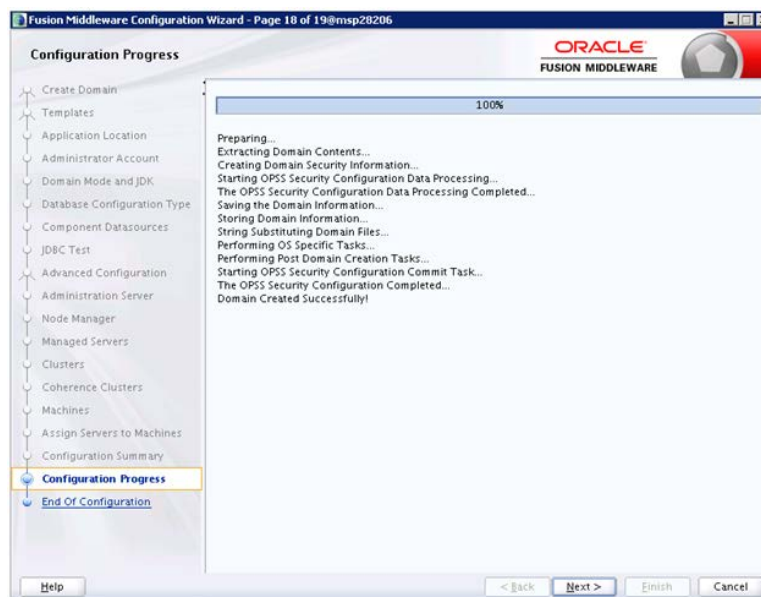 Fusion Middleware Configuration Wizard - Page 18 of 19@msp28206
Configuration Progress
ORACLE
FUSION MIDDLEWARE
Create Domain
Templates
Application Location
Administrator Account
Domain Mode and JDK
Database Configuration Type
Component Datasources
JDBC Test
Advanced Configuration
Administration Server
Node Manager
Managed Servers
Clusters
Coherence Clusters
Machines
Assign Servers to Machines
Configuration Summary
Configuration Progress
End Of Configuration
100%
Preparing...
Extracting Domain Contents...
Creating Domain Security Information...
Starting OPSS Security Configuration Data Processing...
The OPSS Security Configuration Data Processing Completed...
Saving the Domain Information...
Storing Domain Information...
String Substituting Domain Files...
Performing OS Specific Tasks...
Performing Post Domain Creation Tasks...
Starting OPSS Security Configuration Commit Task...
The OPSS Security Configuration Completed...
Domain Created Successfully!
Help
< Back
Next >
Finish
Cancel